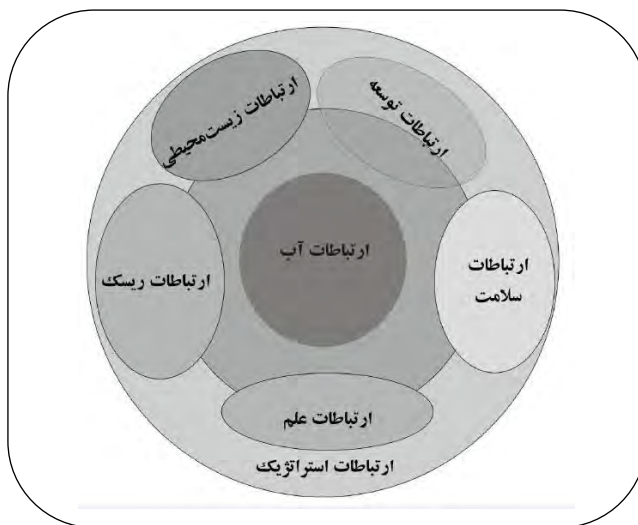 ارتباطات توسعه
ارتباطات زیست‌محیطی
ارتباطات آب
ارتباطات
سلامت
ارتباطات ریسک
ارتباطات علم
ارتباطات استراتژیک